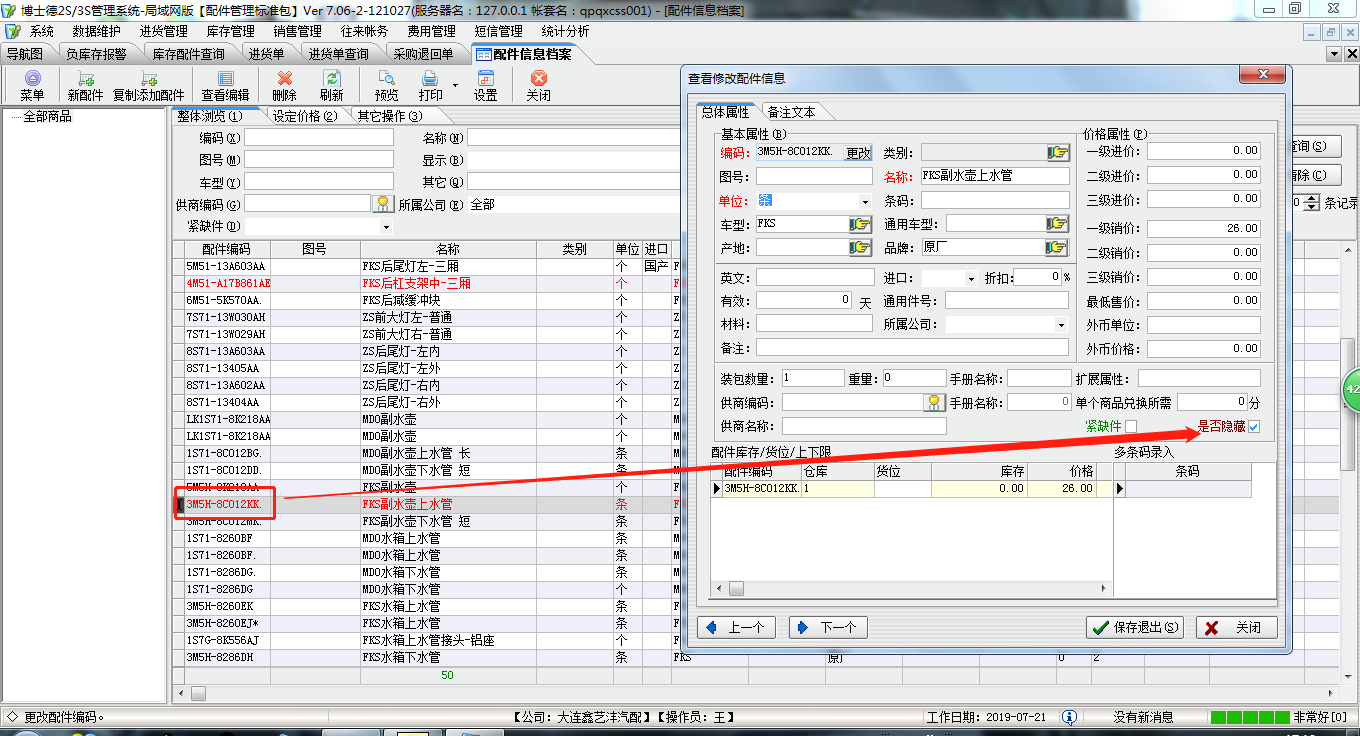 博士德2S/3S管理系统-局域网版【配件管理标准包】Ver 7.06-2-121027(服务器名：127.0.0.1 帐套名：qpqxcss001) - [配件信息档案]
系统 数据维护 进货管理 库存管理 销售管理 往来帐务 费用管理 短信管理 统计分析
导航图 负库存报警 库存配件查询 进货单 进货单查询 采购退回单 配件信息档案
菜单 新配件 复制添加配件 查看编辑 删除 刷新 预览 打印 设置 关闭
全部商品
整体浏览(1) 设定价格(2) 其它操作(3)
编码(X) 名称(N)
图号(M) 显示(B)
车型(Y) 其它(Q)
供商编码(G) 所属公司(E) 全部
紧缺件(D)
查询(S)
清除(C)
0 条记录
配件编码 图号 名称 类别 单位 进口
5M51-13A603AA FKS后尾灯左-三厢 个 国产 F
4M51-A17B861AE FKS后杠支架中-三厢 个 F
6M51-5K570AA. FKS后减缓冲块 个 F
7S71-13W030AH ZS前大灯左-普通 个 Z
7S71-13W029AH ZS前大灯右-普通 个 Z
8S71-13A603AA ZS后尾灯-左内 个 Z
8S71-13405AA ZS后尾灯-左外 个 Z
8S71-13A602AA ZS后尾灯-右内 个 Z
8S71-13404AA ZS后尾灯-右外 个 Z
LK1S71-8K218AA MDO副水壶 个 M
LK1S71-8K218AA MDO副水壶 个 M
1S71-8C012BG. MDO副水壶上水管 长 条 M
1S71-8C012DD. MDO副水壶下水管 短 条 M
5M5H-8K218AA FKS副水壶 个 F
3M5H-8C012KK. FKS副水壶上水管 条 F
3M5H-8C012MK. FKS副水壶下水管 短 条 F
1S71-8260BF MDO水箱上水管 条 M
1S71-8260BF. MDO水箱上水管 条 M
1S71-8286DG. MDO水箱下水管 条 M
1S71-8286DG MDO水箱下水管 个 M
3M5H-8260EK FKS水箱上水管 条 F
3M5H-8260EJ* FKS水箱上水管 条 F
1S7G-8K556AJ FKS水箱上水管接头-铝座 个 F
3M5H-8286DH FKS水箱下水管 条 FKS 原厂 0 2
50
查看修改配件信息
总体属性 备注文本
基本属性(B) 价格属性(P)
编码: 3M5H-8C012KK. 更改 类别: 一级进价: 0.00
图号: 名称: FKS副水壶上水管 二级进价: 0.00
单位: 条 条码: 三级进价: 0.00
车型: FKS 通用车型: 一级销价: 26.00
产地: 品牌: 原厂 二级销价: 0.00
英文: 进口: 折扣: 0 % 三级销价: 0.00
有效: 0 天 通用件号: 最低售价: 0.00
材料: 所属公司: 外币单位:
备注: 外币价格: 0.00
装包数量: 1 重量: 0 手册名称: 扩展属性:
供商编码: 手册名称: 0 单个商品兑换所需 0 分
供商名称: 紧缺件 是否隐藏
配件库存/货位/上下限 多条码录入
配件编码 仓库 货位 库存 价格 条码
3M5H-8C012KK. 1 0.00 26.00
上一个 下一个 保存退出(S) 关闭
42
更改配件编码。 【公司：大连鑫艺沣汽配】【操作员：王】 工作日期: 2019-07-21 没有新消息 非常好[0]